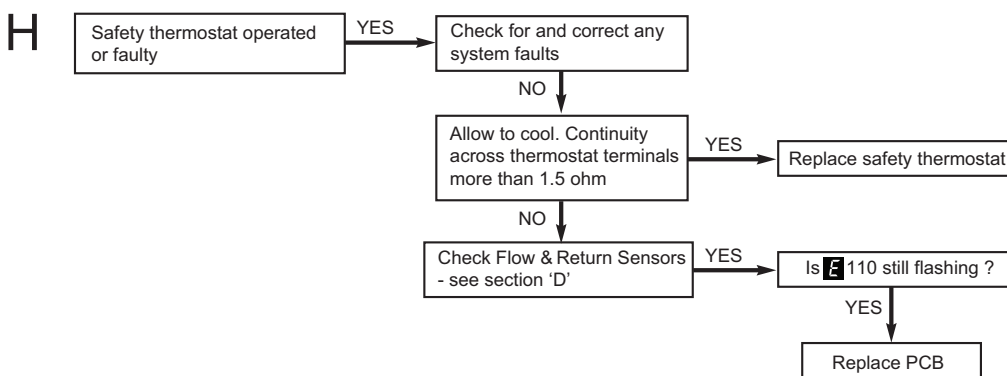 H
Safety thermostat operated
or faulty
YES
Check for and correct any
system faults
NO
Allow to cool. Continuity
across thermostat terminals
more than 1.5 ohm
YES
Replace safety thermostat
NO
Check Flow & Return Sensors
- see section ‘D’
YES
Is E 110 still flashing ?
YES
Replace PCB